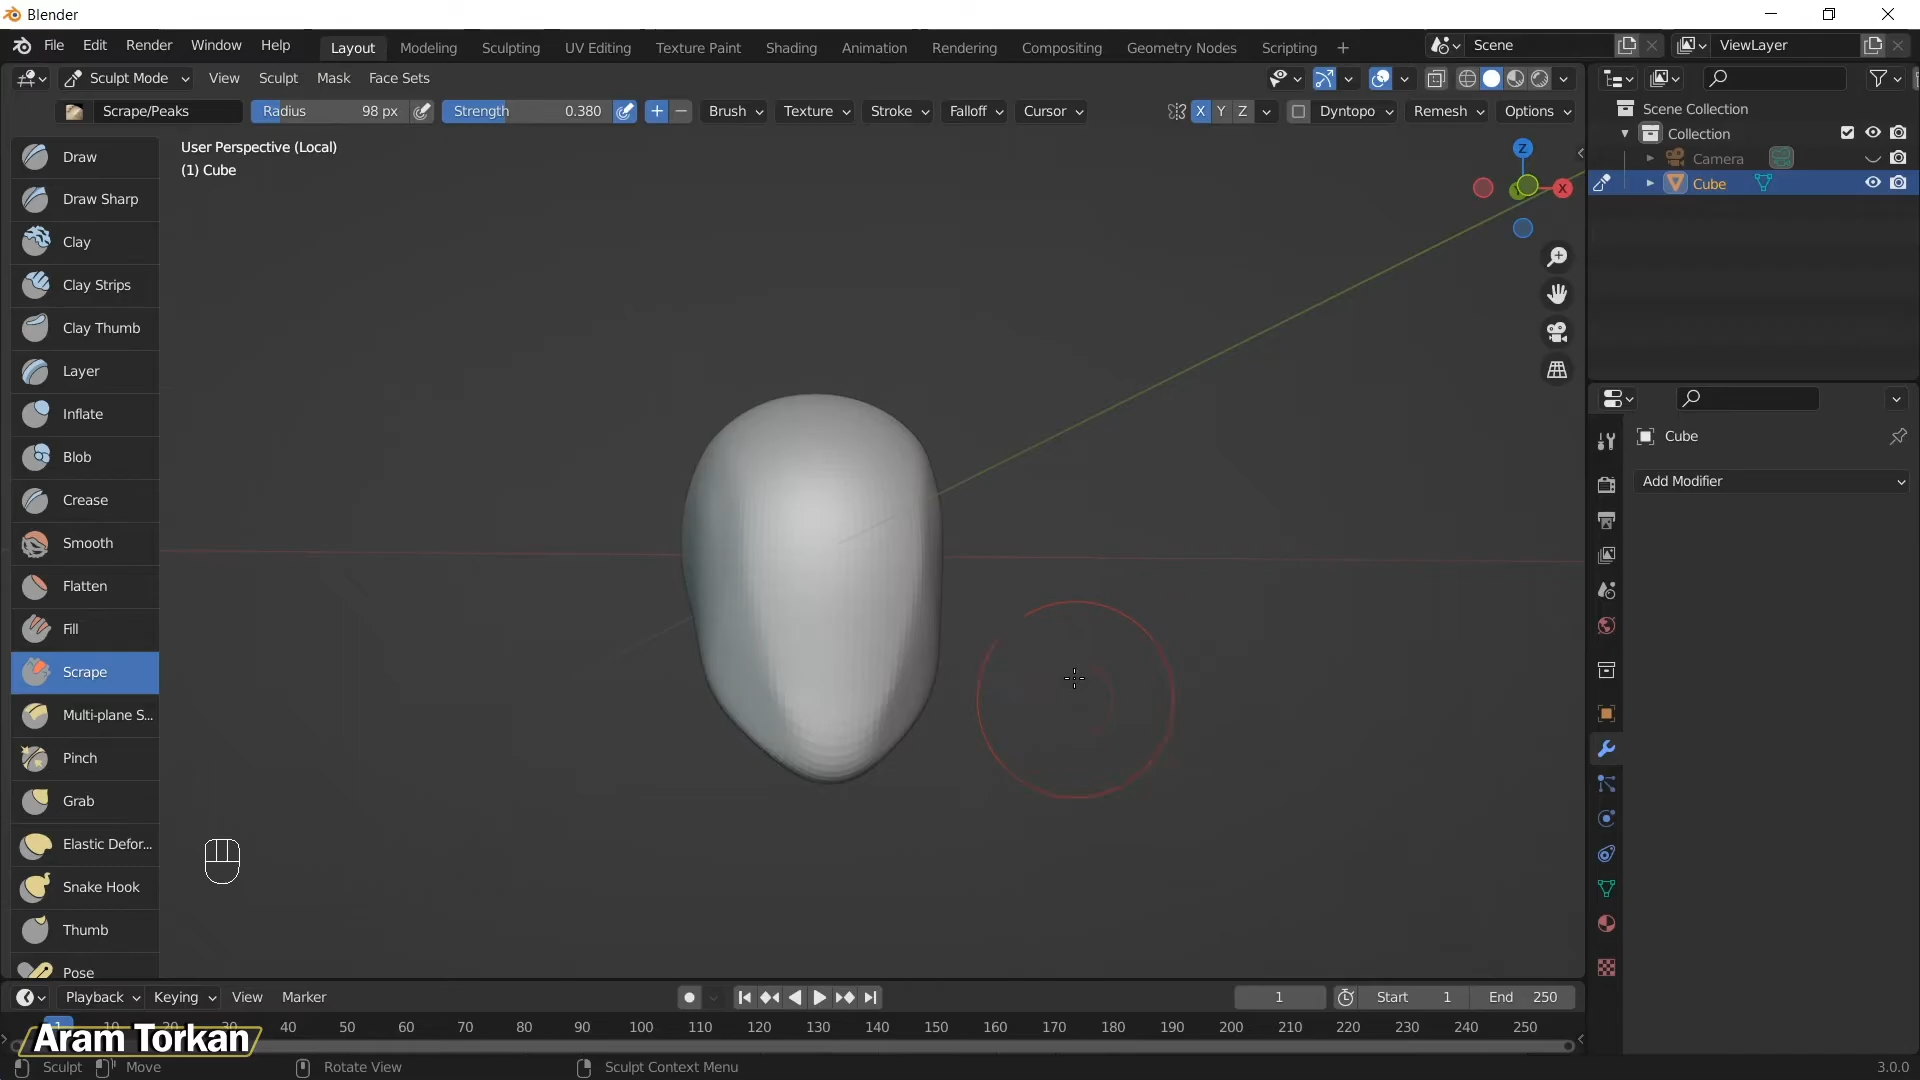 Blender
File Edit Render Window Help Layout Modeling Sculpting UV Editing Texture Paint Shading Animation Rendering Compositing Geometry Nodes Scripting + Scene ViewLayer
Sculpt Mode View Sculpt Mask Face Sets
Scrape/Peaks Radius 98 px Strength 0.380 Brush Texture Stroke Falloff Cursor X Y Z Dyntopo Remesh Options
User Perspective (Local)
(1) Cube
Z
X
Draw
Draw Sharp
Clay
Clay Strips
Clay Thumb
Layer
Inflate
Blob
Crease
Smooth
Flatten
Fill
Scrape
Multi-plane S...
Pinch
Grab
Elastic Defor...
Snake Hook
Thumb
Pose
Scene Collection
Collection
Camera
Cube
Cube
Add Modifier
Playback Keying View Marker 1 Start 1 End 250
1 10 20 30 40 50 60 70 80 90 100 110 120 130 140 150 160 170 180 190 200 210 220 230 240 250
Aram Torkan
Sculpt Move Rotate View Sculpt Context Menu 3.0.0